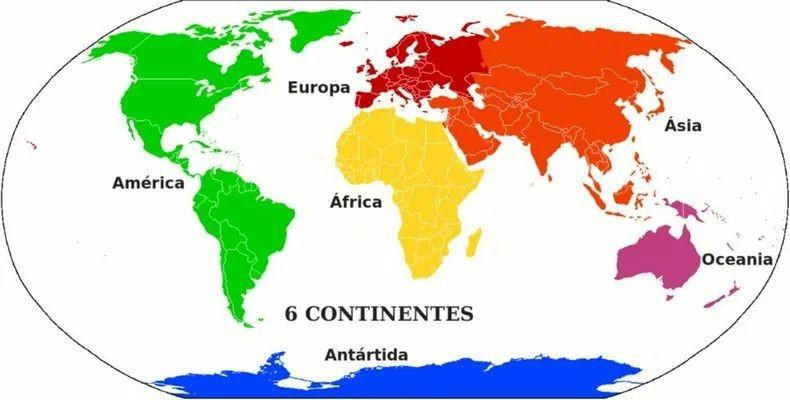 Europa
Ásia
América
África
Oceania
6 CONTINENTES
Antártida